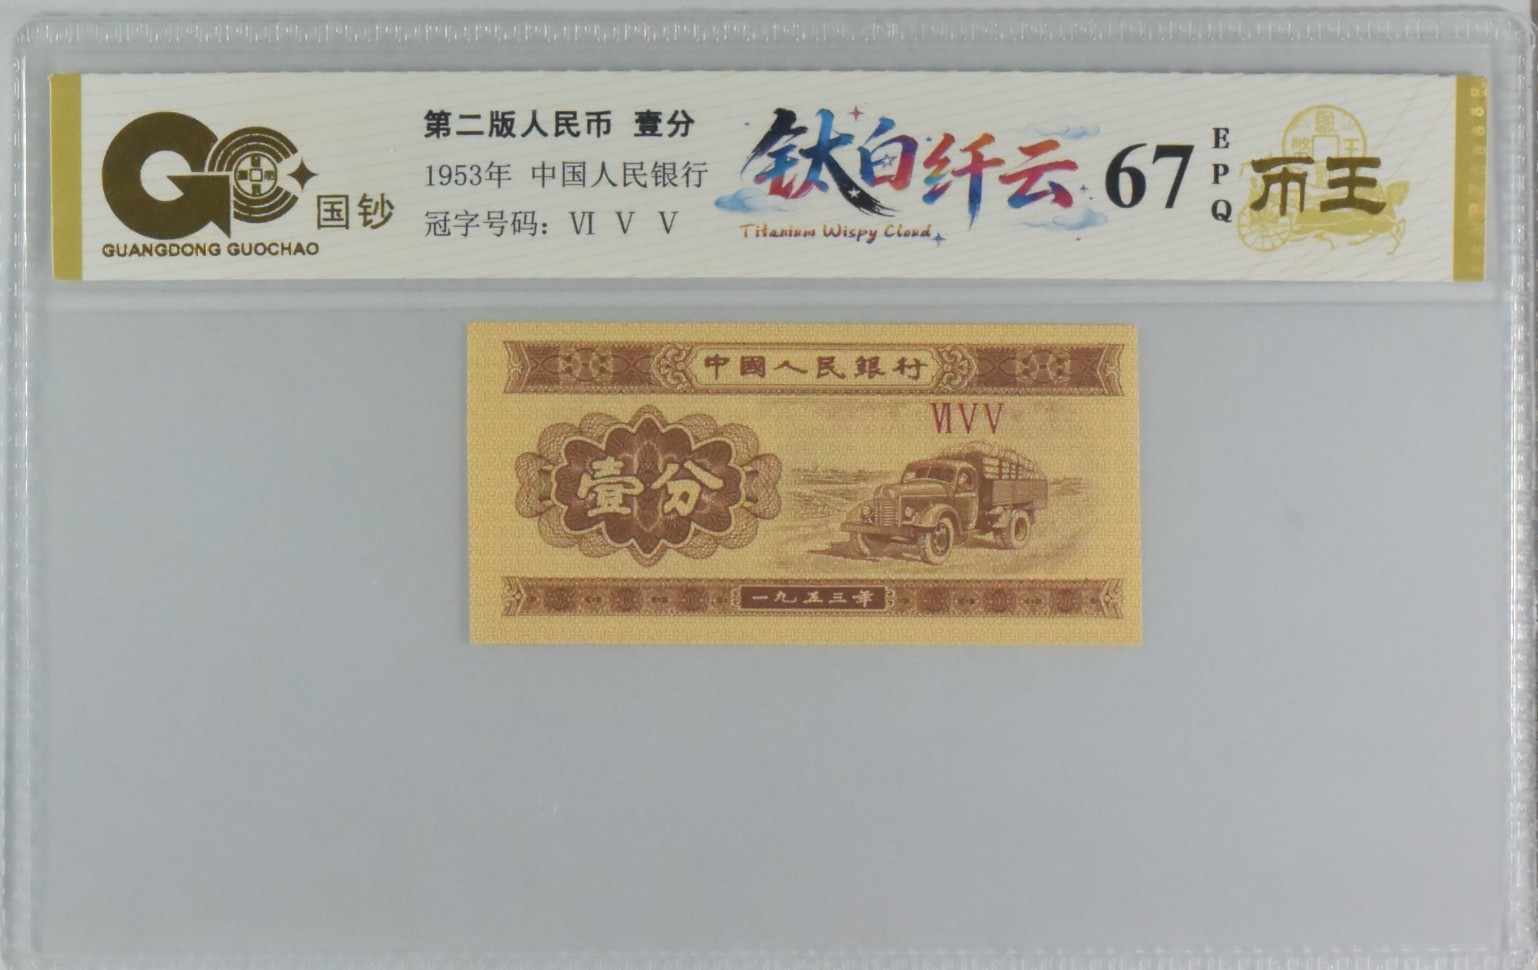 GC
国钞
GUANGDONG GUOCHAO
第二版人民币 壹分
1953年 中国人民银行
冠字号码：Ⅵ Ⅴ Ⅴ
钛白纤云
Titanium Wispy Cloud
67
EPQ
币王
中國人民銀行
ⅥⅤⅤ
壹分
一九五三年